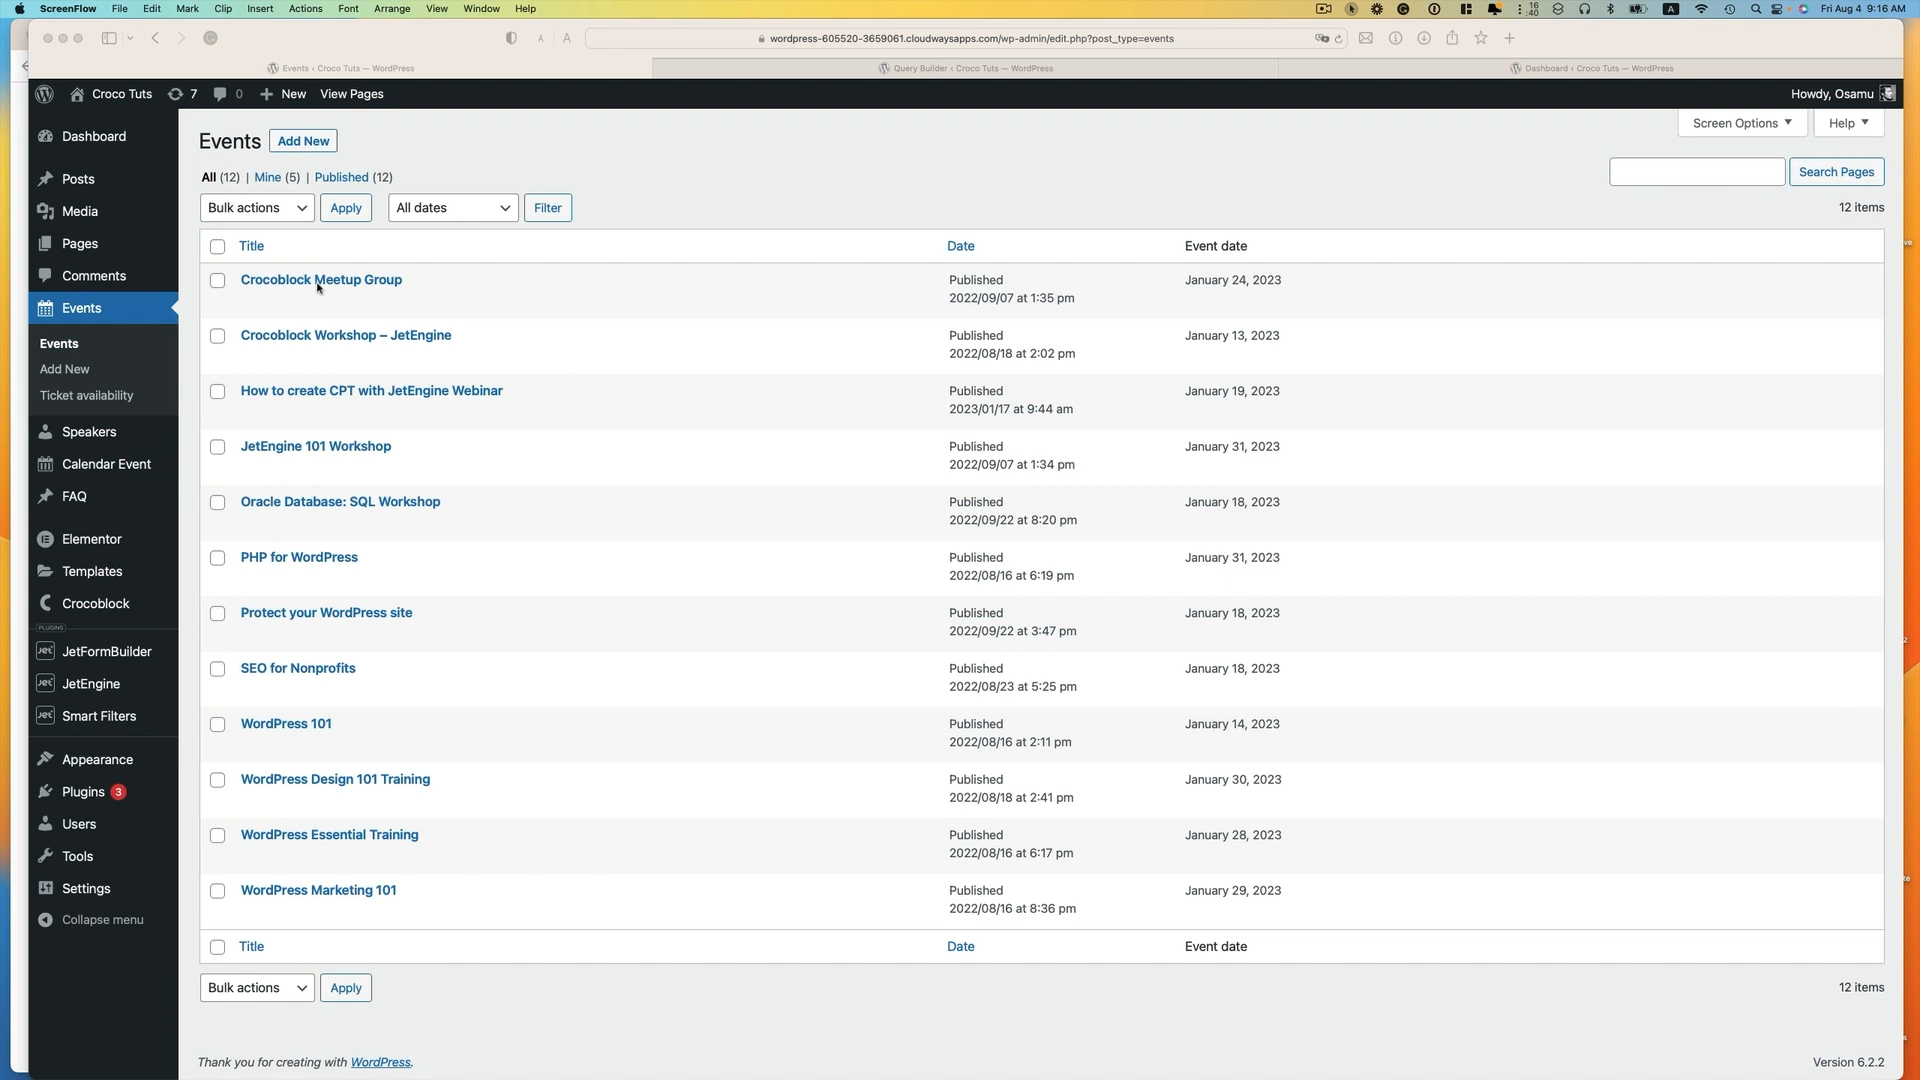 ScreenFlow File Edit Mark Clip Insert Actions Font Arrange View Window Help
16
40
A
Fri Aug 4 9:16 AM
A A
wordpress-605520-3659061.cloudwaysapps.com/wp-admin/edit.php?post_type=events
Events ‹ Croco Tuts — WordPress
Query Builder ‹ Croco Tuts — WordPress
Dashboard ‹ Croco Tuts — WordPress
Croco Tuts 7 0 New View Pages
Howdy, Osamu
Dashboard
Posts
Media
Pages
Comments
Events
Events
Add New
Ticket availability
Speakers
Calendar Event
FAQ
Elementor
Templates
Crocoblock
PLUGINS
JetFormBuilder
JetEngine
Smart Filters
Appearance
Plugins 3
Users
Tools
Settings
Collapse menu
Events Add New
Screen Options Help
All (12) | Mine (5) | Published (12)
Search Pages
Bulk actions Apply All dates Filter
12 items
Title Date Event date
Crocoblock Meetup Group Published January 24, 2023
2022/09/07 at 1:35 pm
Crocoblock Workshop – JetEngine Published January 13, 2023
2022/08/18 at 2:02 pm
How to create CPT with JetEngine Webinar Published January 19, 2023
2023/01/17 at 9:44 am
JetEngine 101 Workshop Published January 31, 2023
2022/09/07 at 1:34 pm
Oracle Database: SQL Workshop Published January 18, 2023
2022/09/22 at 8:20 pm
PHP for WordPress Published January 31, 2023
2022/08/16 at 6:19 pm
Protect your WordPress site Published January 18, 2023
2022/09/22 at 3:47 pm
SEO for Nonprofits Published January 18, 2023
2022/08/23 at 5:25 pm
WordPress 101 Published January 14, 2023
2022/08/16 at 2:11 pm
WordPress Design 101 Training Published January 30, 2023
2022/08/18 at 2:41 pm
WordPress Essential Training Published January 28, 2023
2022/08/16 at 6:17 pm
WordPress Marketing 101 Published January 29, 2023
2022/08/16 at 8:36 pm
Title Date Event date
Bulk actions Apply
12 items
Thank you for creating with WordPress.
Version 6.2.2